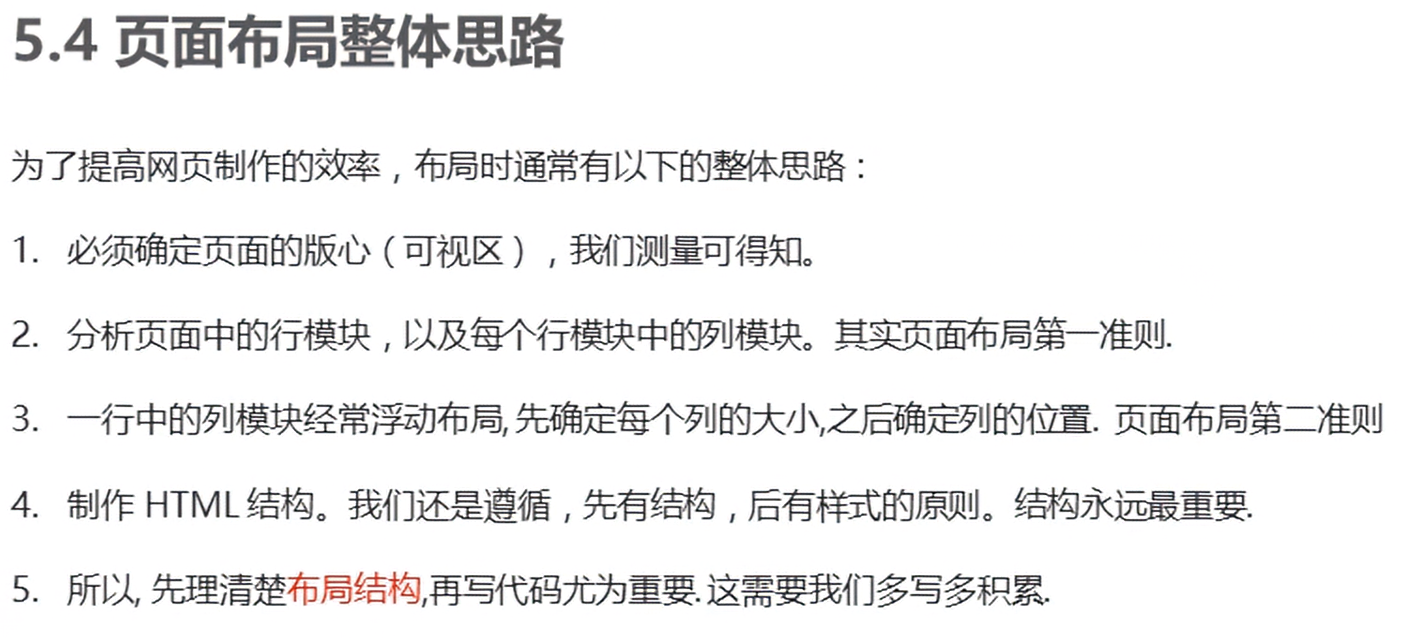 5.4 页面布局整体思路
为了提高网页制作的效率，布局时通常有以下的整体思路：
1. 必须确定页面的版心（可视区），我们测量可得知。
2. 分析页面中的行模块，以及每个行模块中的列模块。其实页面布局第一准则.
3. 一行中的列模块经常浮动布局,先确定每个列的大小,之后确定列的位置. 页面布局第二准则
4. 制作 HTML 结构。我们还是遵循，先有结构，后有样式的原则。结构永远最重要.
5. 所以, 先理清楚布局结构,再写代码尤为重要.这需要我们多写多积累.